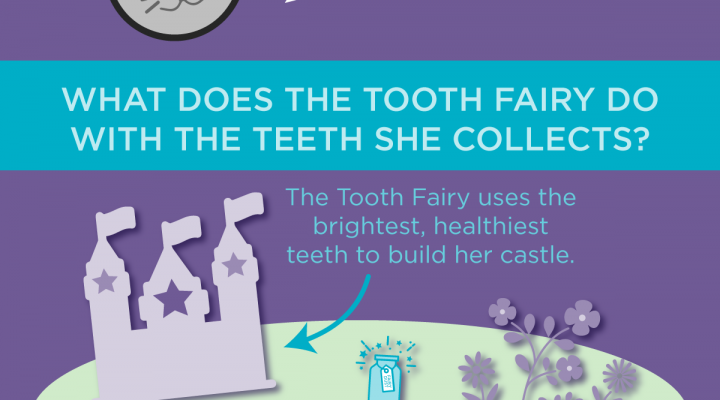 WHAT DOES THE TOOTH FAIRY DO
WITH THE TEETH SHE COLLECTS?
The Tooth Fairy uses the
brightest, healthiest
teeth to build her castle.